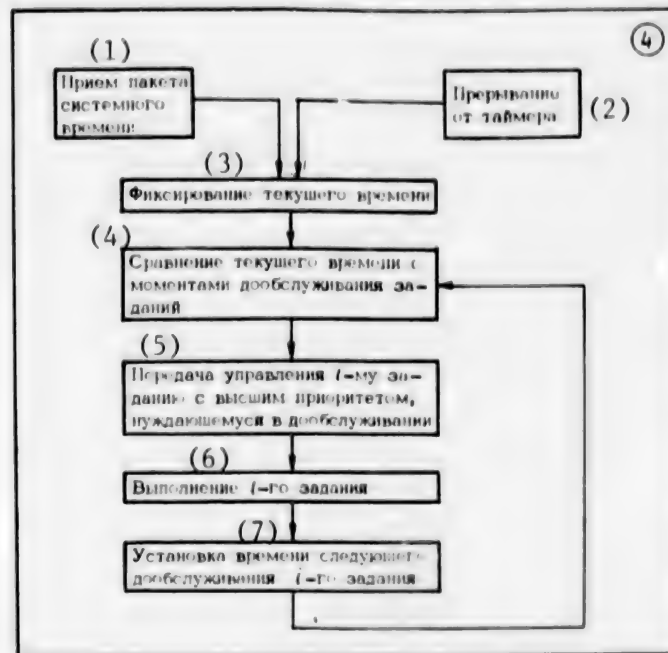 (1)
4
Прием пакета
системного
времени
Прерывание
от таймера
(2)
(3)
Фиксирование текущего времени
(4)
Сравнение текущего времени с
моментами дообслуживания за-
даний
(5)
Передача управления i-му за-
данию с высшим приоритетом,
нуждающемуся в дообслуживании
(6)
Выполнение i-го задания
(7)
Установка времени следующего
дообслуживания i-го задания